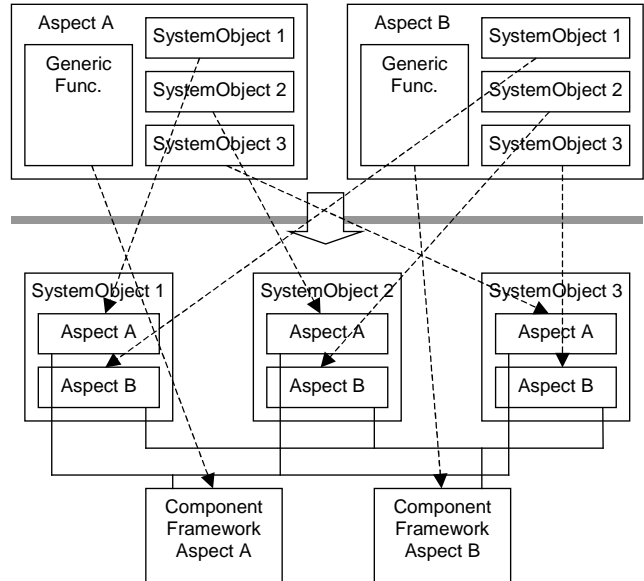 Aspect A
Generic
Func.
SystemObject 1
SystemObject 2
SystemObject 3
Aspect B
Generic
Func.
SystemObject 1
SystemObject 2
SystemObject 3
SystemObject 1
Aspect A
Aspect B
SystemObject 2
Aspect A
Aspect B
SystemObject 3
Aspect A
Aspect B
Component
Framework
Aspect A
Component
Framework
Aspect B